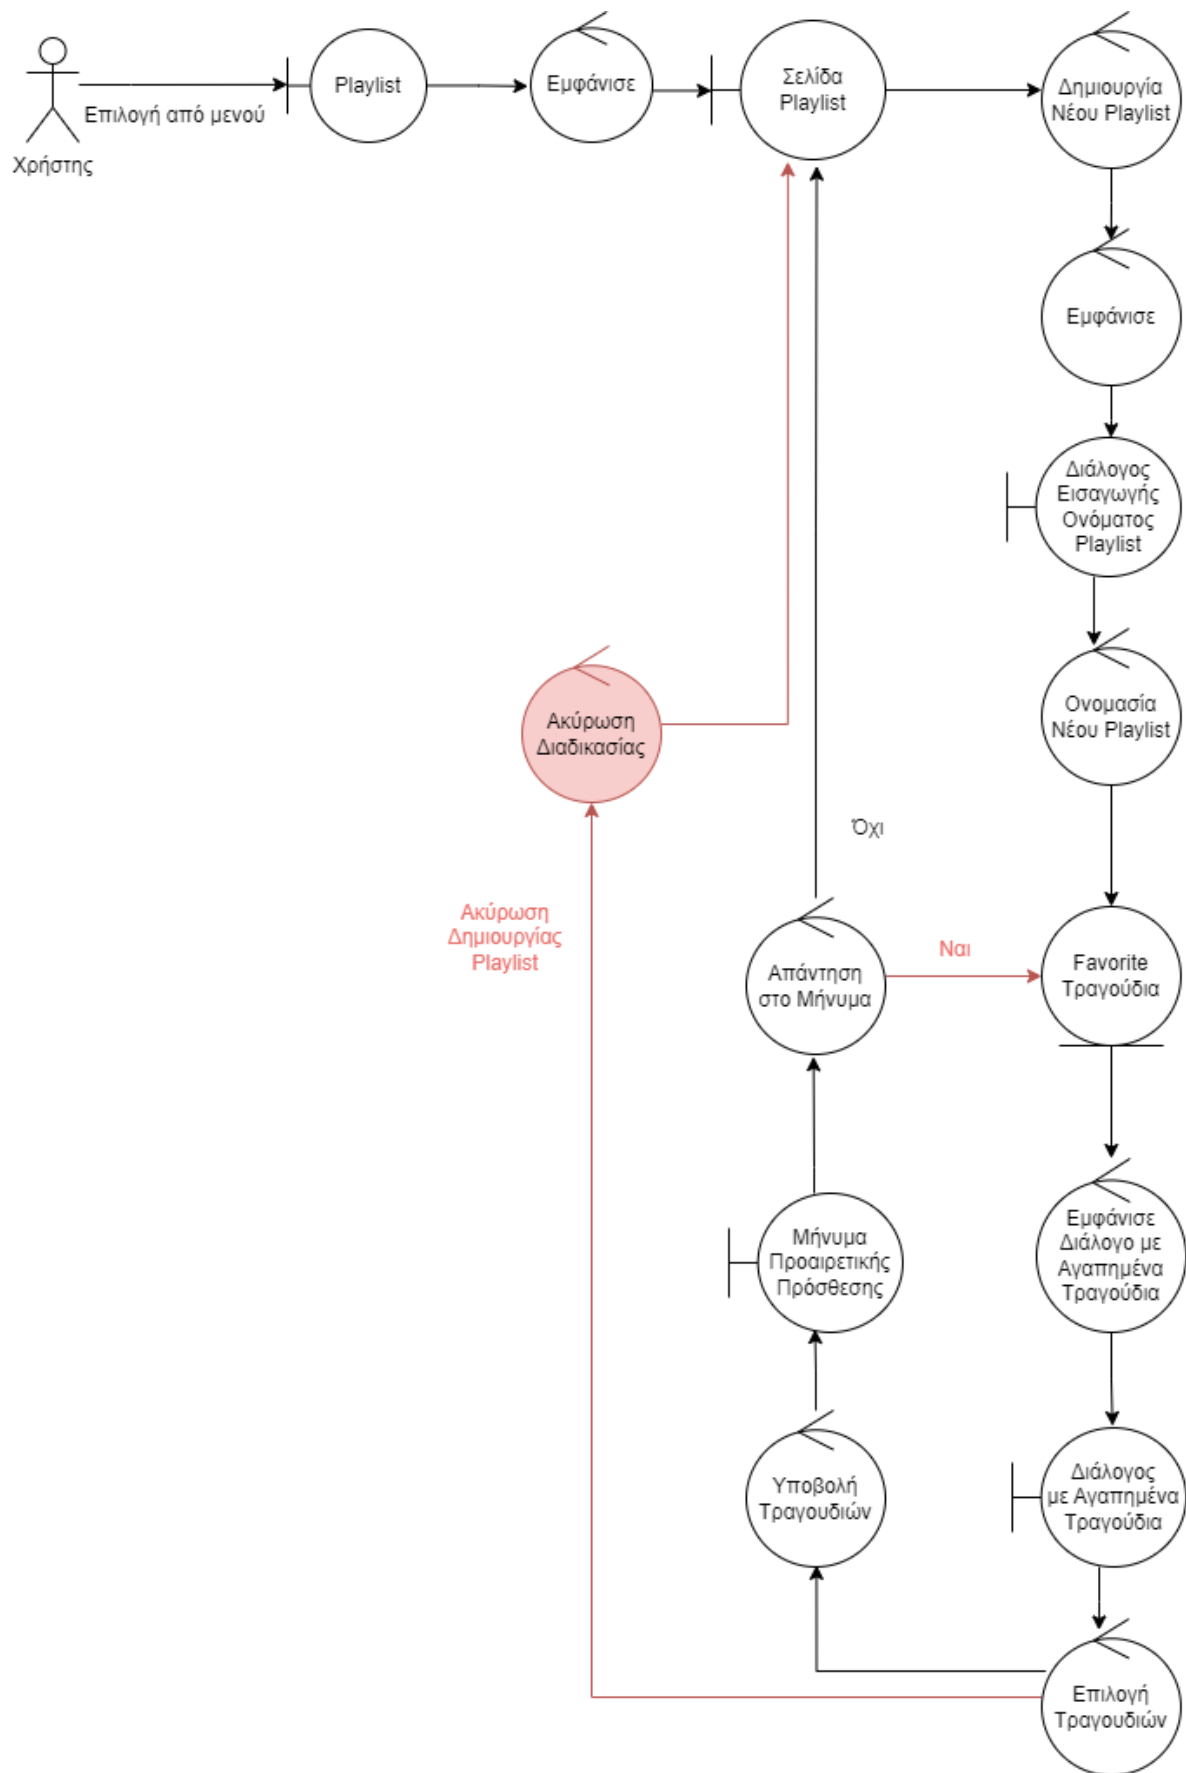 Χρήστης
Επιλογή από μενού
Playlist
Εμφάνισε
Σελίδα
Playlist
Δημιουργία
Νέου Playlist
Εμφάνισε
Διάλογος
Εισαγωγής
Ονόματος
Playlist
Ονομασία
Νέου Playlist
Ακύρωση
Διαδικασίας
Όχι
Ακύρωση
Δημιουργίας
Playlist
Απάντηση
στο Μήνυμα
Ναι
Favorite
Τραγούδια
Μήνυμα
Προαιρετικής
Πρόσθεσης
Εμφάνισε
Διάλογο με
Αγαπημένα
Τραγούδια
Υποβολή
Τραγουδιών
Διάλογος
με Αγαπημένα
Τραγούδια
Επιλογή
Τραγουδιών